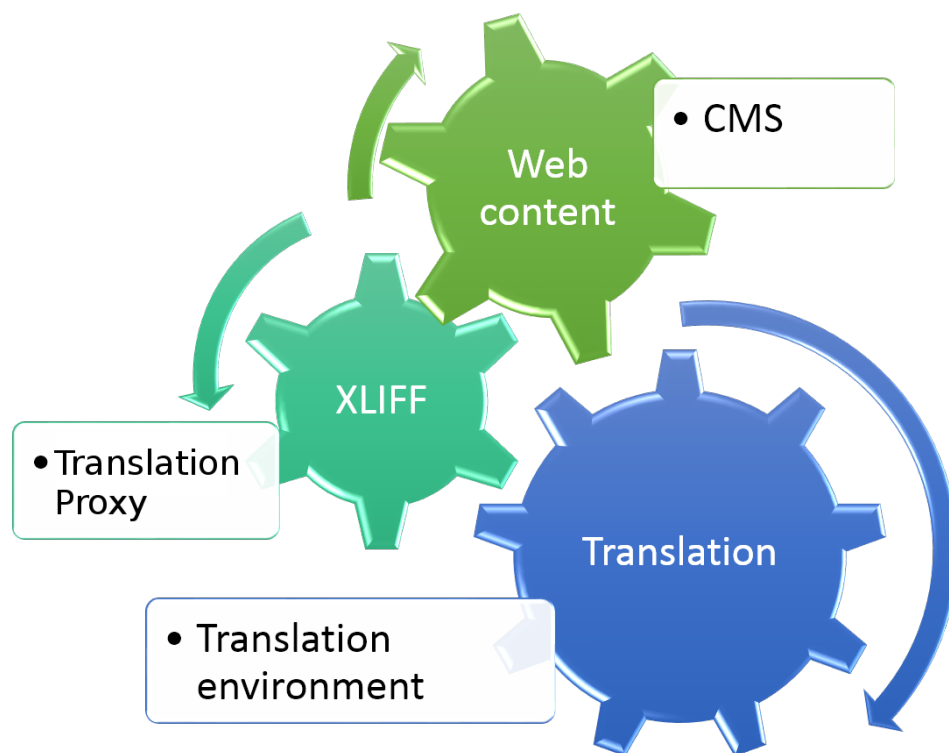 Web
content
• CMS
XLIFF
• Translation
Proxy
Translation
• Translation
environment